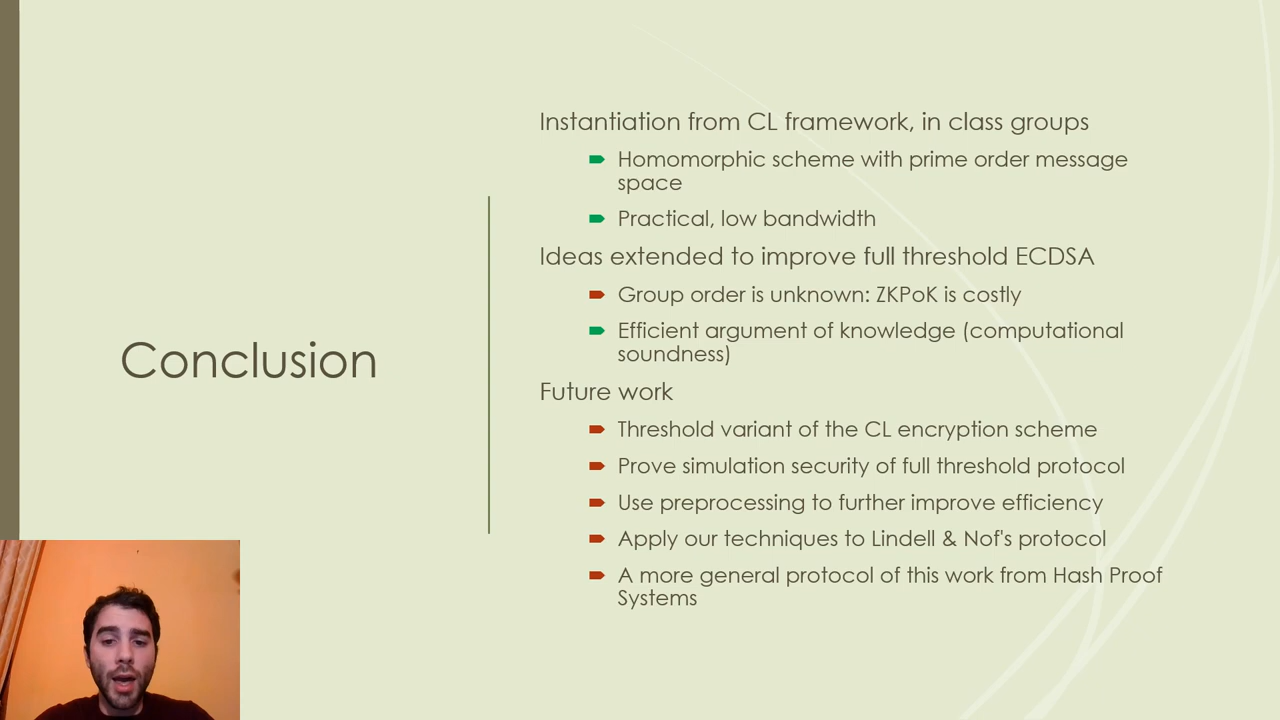 Conclusion
Instantiation from CL framework, in class groups
Homomorphic scheme with prime order message
space
Practical, low bandwidth
Ideas extended to improve full threshold ECDSA
Group order is unknown: ZKPoK is costly
Efficient argument of knowledge (computational
soundness)
Future work
Threshold variant of the CL encryption scheme
Prove simulation security of full threshold protocol
Use preprocessing to further improve efficiency
Apply our techniques to Lindell & Nof's protocol
A more general protocol of this work from Hash Proof
Systems